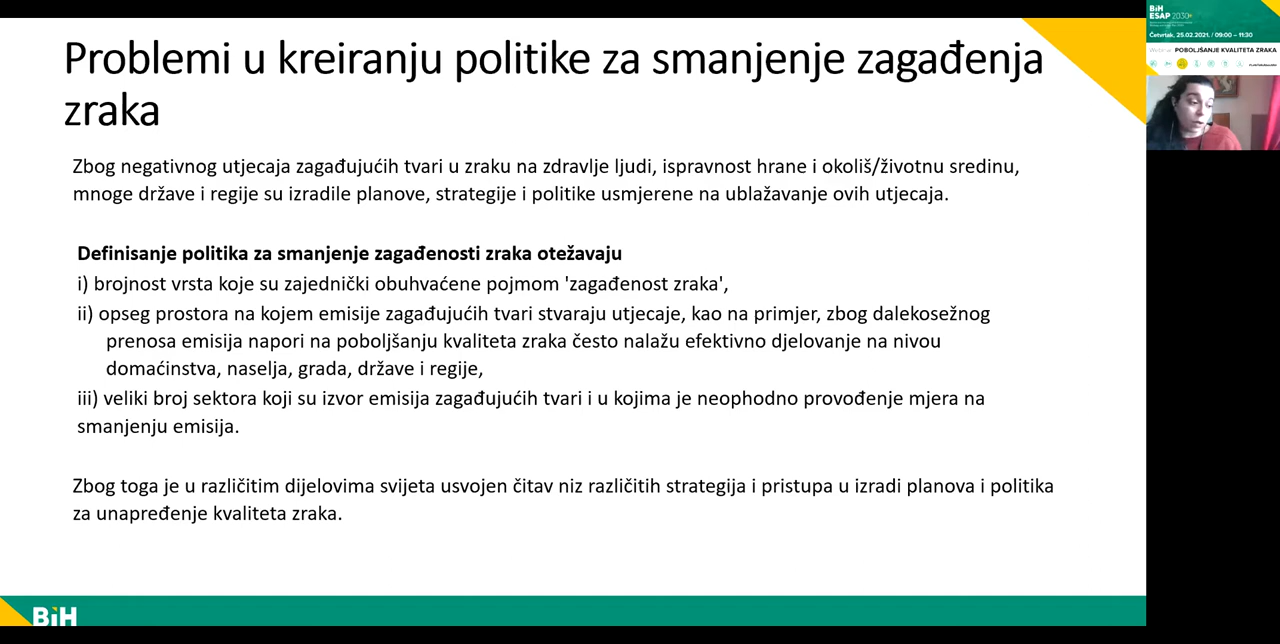 Problemi u kreiranju politike za smanjenje zagađenja
zraka
Zbog negativnog utjecaja zagađujućih tvari u zraku na zdravlje ljudi, ispravnost hrane i okoliš/životnu sredinu,
mnoge države i regije su izradile planove, strategije i politike usmjerene na ublažavanje ovih utjecaja.
Definisanje politika za smanjenje zagađenosti zraka otežavaju
i) brojnost vrsta koje su zajednički obuhvaćene pojmom 'zagađenost zraka',
ii) opseg prostora na kojem emisije zagađujućih tvari stvaraju utjecaje, kao na primjer, zbog dalekosežnog
prenosa emisija napori na poboljšanju kvaliteta zraka često nalažu efektivno djelovanje na nivou
domaćinstva, naselja, grada, države i regije,
iii) veliki broj sektora koji su izvor emisija zagađujućih tvari i u kojima je neophodno provođenje mjera na
smanjenju emisija.
Zbog toga je u različitim dijelovima svijeta usvojen čitav niz različitih strategija i pristupa u izradi planova i politika
za unapređenje kvaliteta zraka.
BiH
BiH
ESAP 2030+
Četvrtak, 25.02.2021. / 09:00 – 11:30
POBOLJŠANJE KVALITETA ZRAKA